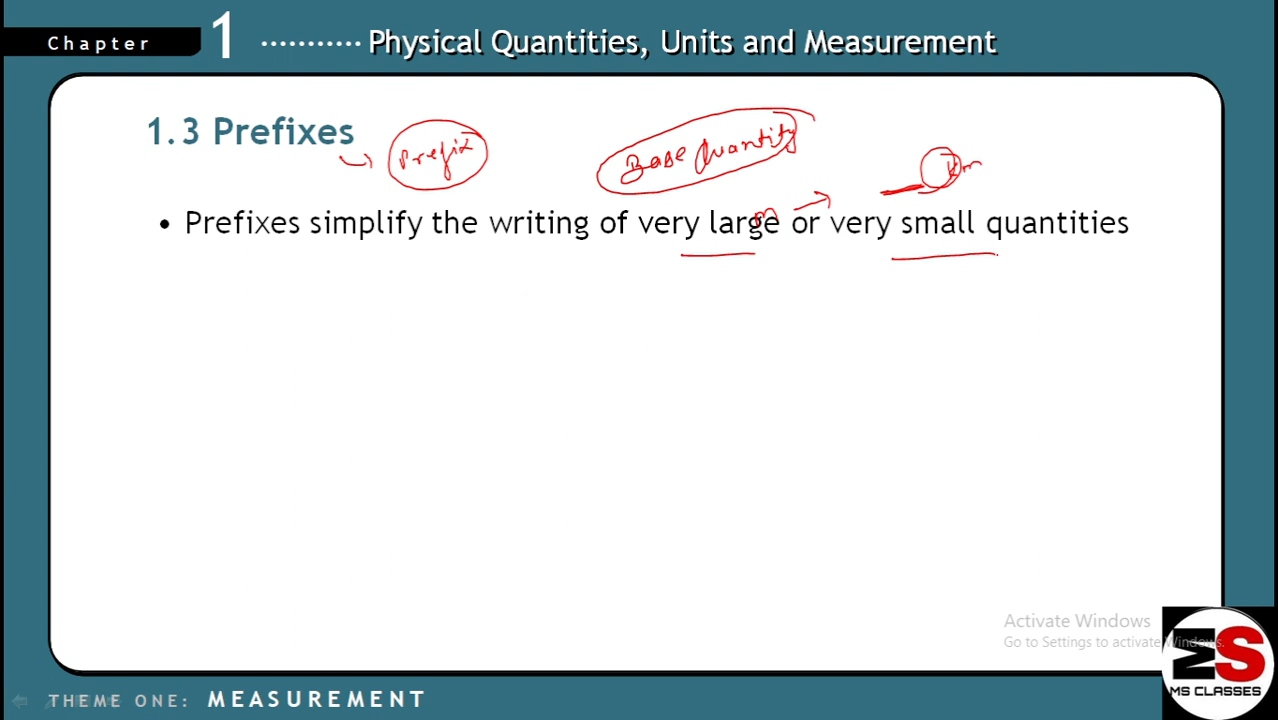 Chapter 1 ........... Physical Quantities, Units and Measurement
1.3 Prefixes
Prefix
Base Quantity
km
m
• Prefixes simplify the writing of very large or very small quantities
Activate Windows
Go to Settings to activate Windows.
MS CLASSES
THEME ONE: MEASUREMENT